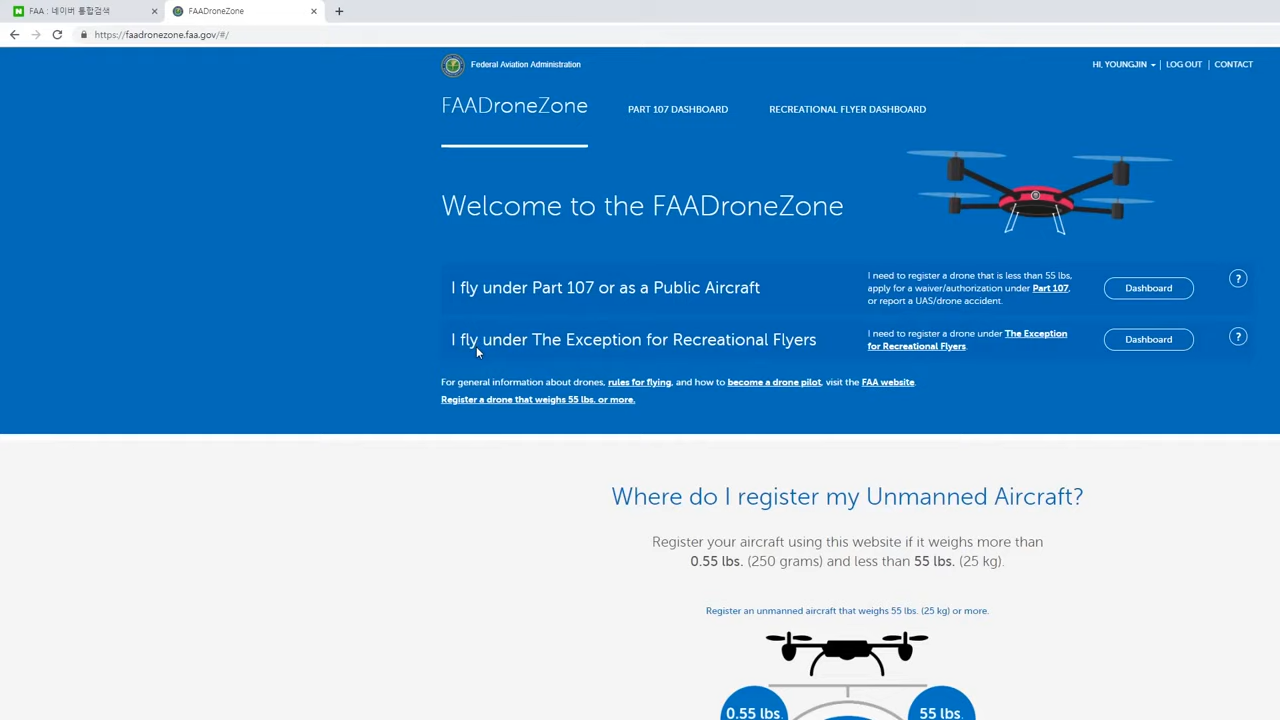 FAA : 네이버 통합검색
FAADroneZone
https://faadronezone.faa.gov/#/
Federal Aviation Administration
HI, YOUNGJIN
LOG OUT
CONTACT
FAADroneZone
PART 107 DASHBOARD
RECREATIONAL FLYER DASHBOARD
Welcome to the FAADroneZone
I fly under Part 107 or as a Public Aircraft
I need to register a drone that is less than 55 lbs,
apply for a waiver/authorization under Part 107,
or report a UAS/drone accident.
Dashboard
?
I fly under The Exception for Recreational Flyers
I need to register a drone under The Exception
for Recreational Flyers.
Dashboard
?
For general information about drones, rules for flying, and how to become a drone pilot, visit the FAA website.
Register a drone that weighs 55 lbs. or more.
Where do I register my Unmanned Aircraft?
Register your aircraft using this website if it weighs more than
0.55 lbs. (250 grams) and less than 55 lbs. (25 kg).
Register an unmanned aircraft that weighs 55 lbs. (25 kg) or more.
0.55 lbs.
55 lbs.